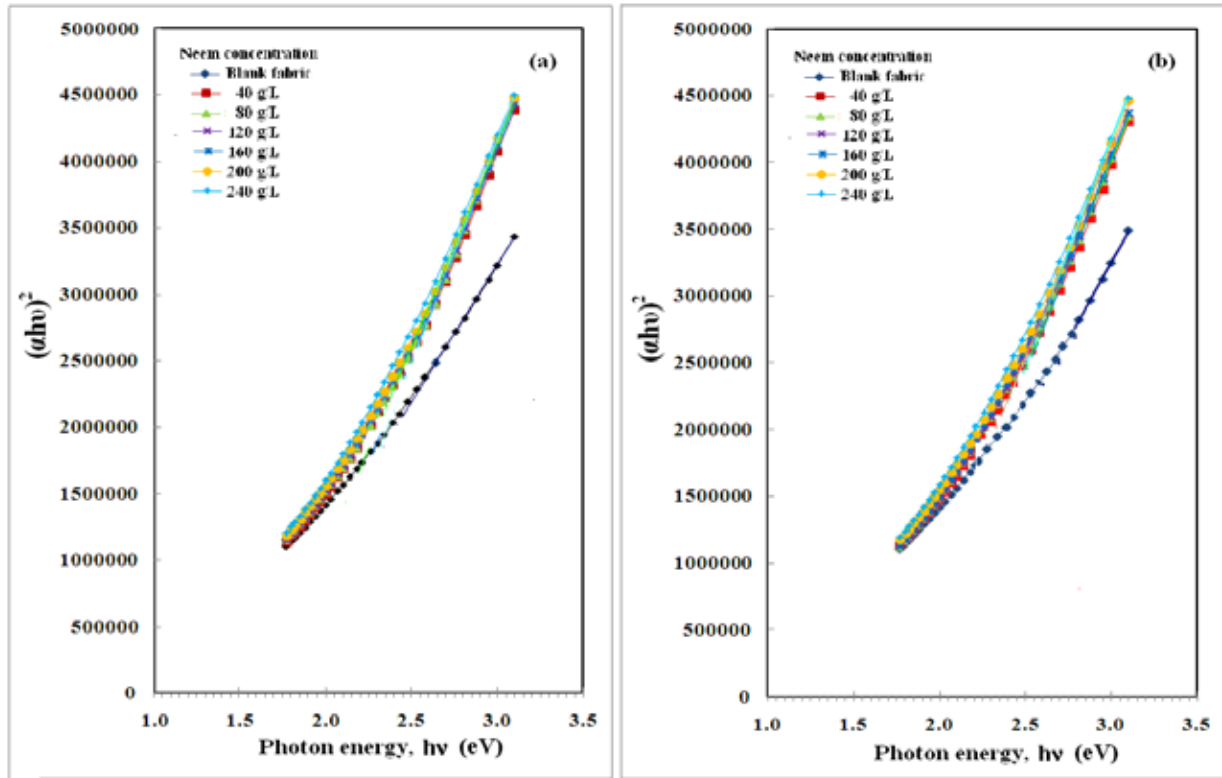 (a)
Neem concentration
Blank fabric
40 g/L
80 g/L
120 g/L
160 g/L
200 g/L
240 g/L
5000000
4500000
4000000
3500000
3000000
2500000
2000000
1500000
1000000
500000
0
(αhυ)²
1.0 1.5 2.0 2.5 3.0 3.5
Photon energy, hν (eV)
(b)
Neem concentration
Blank fabric
40 g/L
80 g/L
120 g/L
160 g/L
200 g/L
240 g/L
5000000
4500000
4000000
3500000
3000000
2500000
2000000
1500000
1000000
500000
0
(αhυ)²
1.0 1.5 2.0 2.5 3.0 3.5
Photon energy, hν (eV)